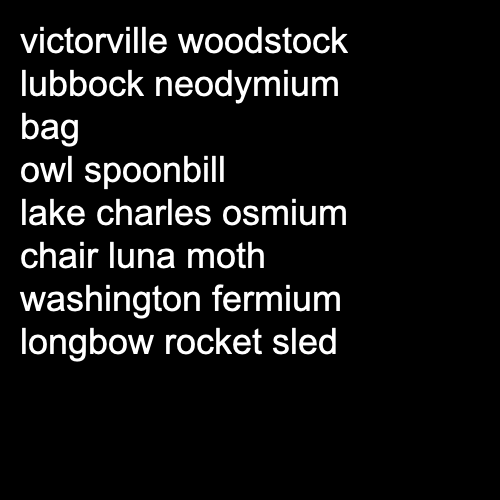 victorville woodstock
lubbock neodymium
bag
owl spoonbill
lake charles osmium
chair luna moth
washington fermium
longbow rocket sled